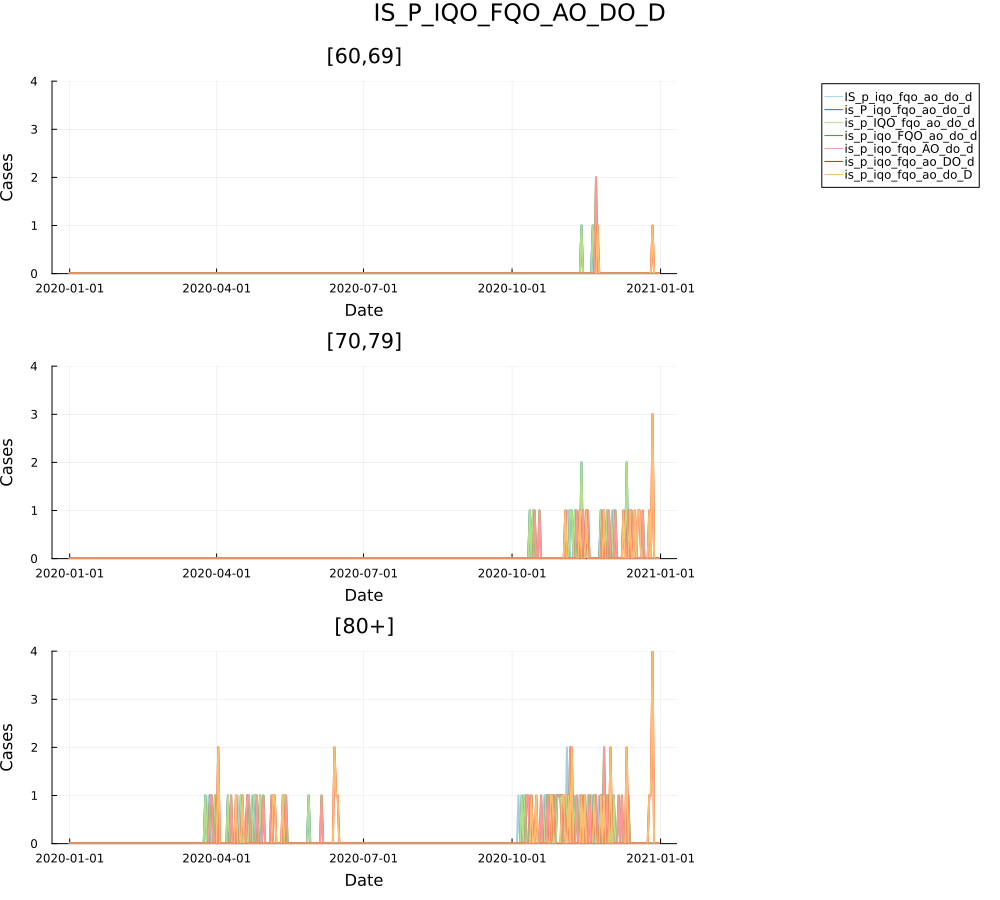 IS_P_IQO_FQO_AO_DO_D
[60,69]
4
3
2
1
0
Cases
2020-01-01 2020-04-01 2020-07-01 2020-10-01 2021-01-01
Date
IS_p_iqo_fqo_ao_do_d
is_P_iqo_fqo_ao_do_d
is_p_IQO_fqo_ao_do_d
is_p_iqo_FQO_ao_do_d
is_p_iqo_fqo_AO_do_d
is_p_iqo_fqo_ao_DO_d
is_p_iqo_fqo_ao_do_D
[70,79]
4
3
2
1
0
Cases
2020-01-01 2020-04-01 2020-07-01 2020-10-01 2021-01-01
Date
[80+]
4
3
2
1
0
Cases
2020-01-01 2020-04-01 2020-07-01 2020-10-01 2021-01-01
Date